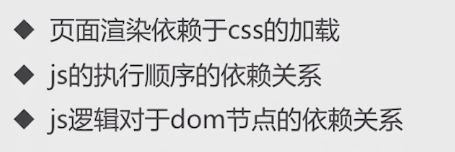 ◆ 页面渲染依赖于css的加载
◆ js的执行顺序的依赖关系
◆ js逻辑对于dom节点的依赖关系